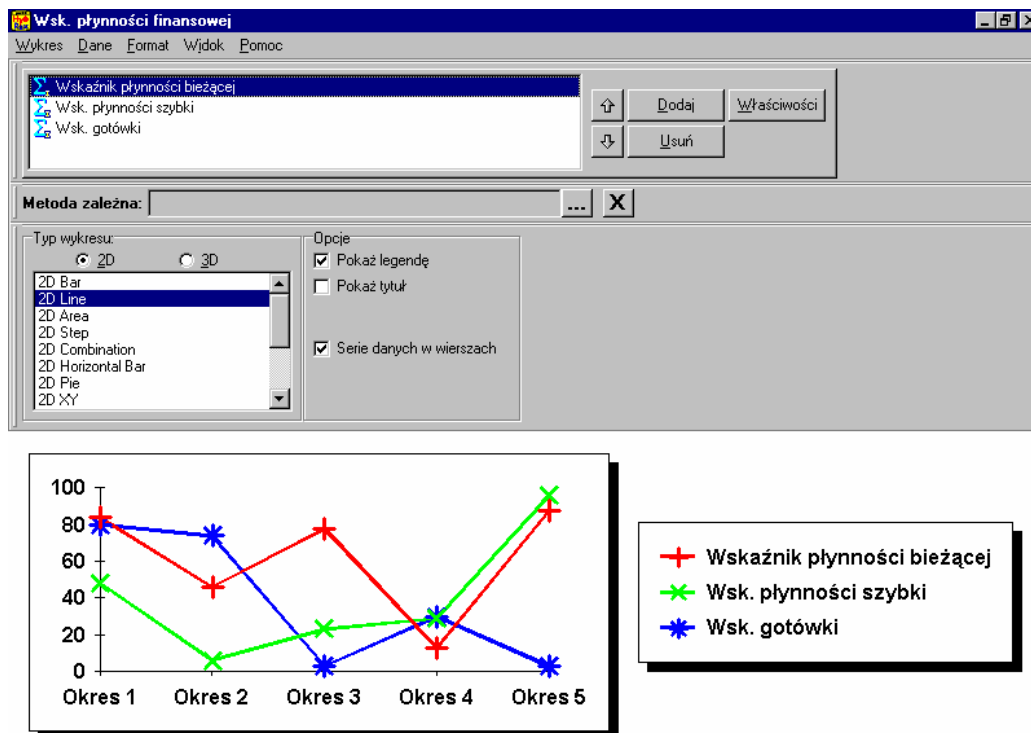 Wsk. płynności finansowej
Wykres Dane Format Widok Pomoc
Wskaźnik płynności bieżącej
Wsk. płynności szybki
Wsk. gotówki
Dodaj
Właściwości
Usuń
Metoda zależna:
...
X
Typ wykresu:
2D
3D
2D Bar
2D Line
2D Area
2D Step
2D Combination
2D Horizontal Bar
2D Pie
2D XY
Opcje
Pokaż legendę
Pokaż tytuł
Serie danych w wierszach
100
80
60
40
20
0
Okres 1 Okres 2 Okres 3 Okres 4 Okres 5
Wskaźnik płynności bieżącej
Wsk. płynności szybki
Wsk. gotówki